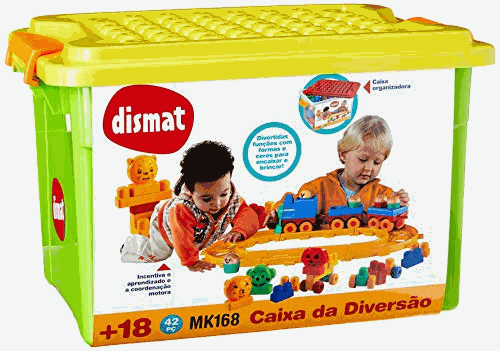 dismat
Caixa
organizadora
Divertidas
funções com
formas e
cores para
encaixar e
brincar!
dismat
Incentiva o
aprendizado e
a coordenação
motora
+18
42
PÇ
MK168
Caixa da Diversão